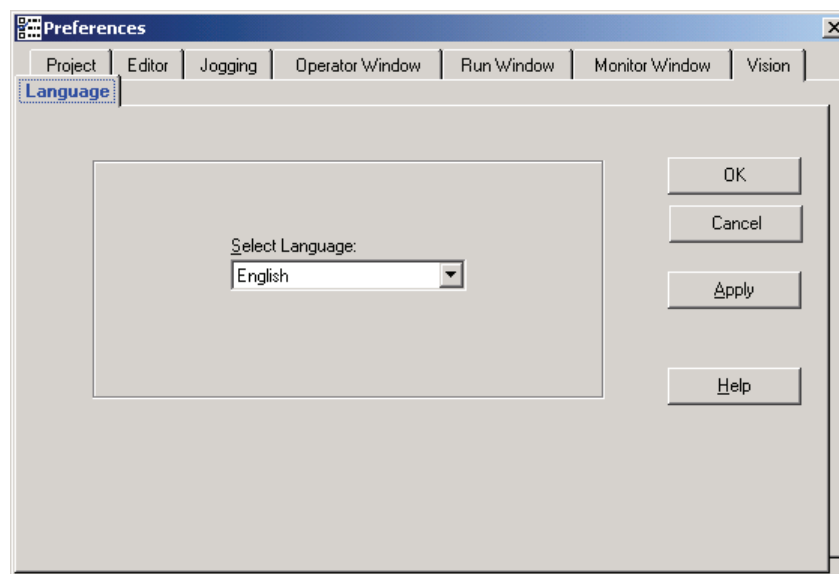 Preferences
Project Editor Jogging Operator Window Run Window Monitor Window Vision
Language
OK
Cancel
Select Language:
English
Apply
Help